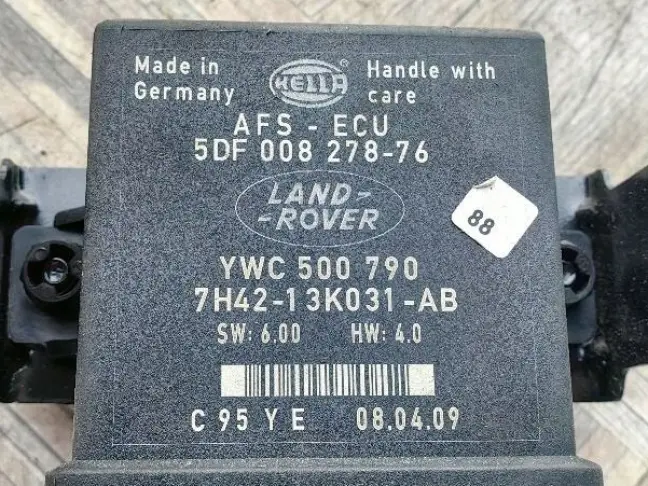 Made in
Germany
HELLA
Handle with
care
AFS - ECU
5DF 008 278-76
LAND-
-ROVER
88
YWC 500 790
7H42-13K031-AB
SW: 6.00 HW: 4.0
C 95 Y E 08.04.09